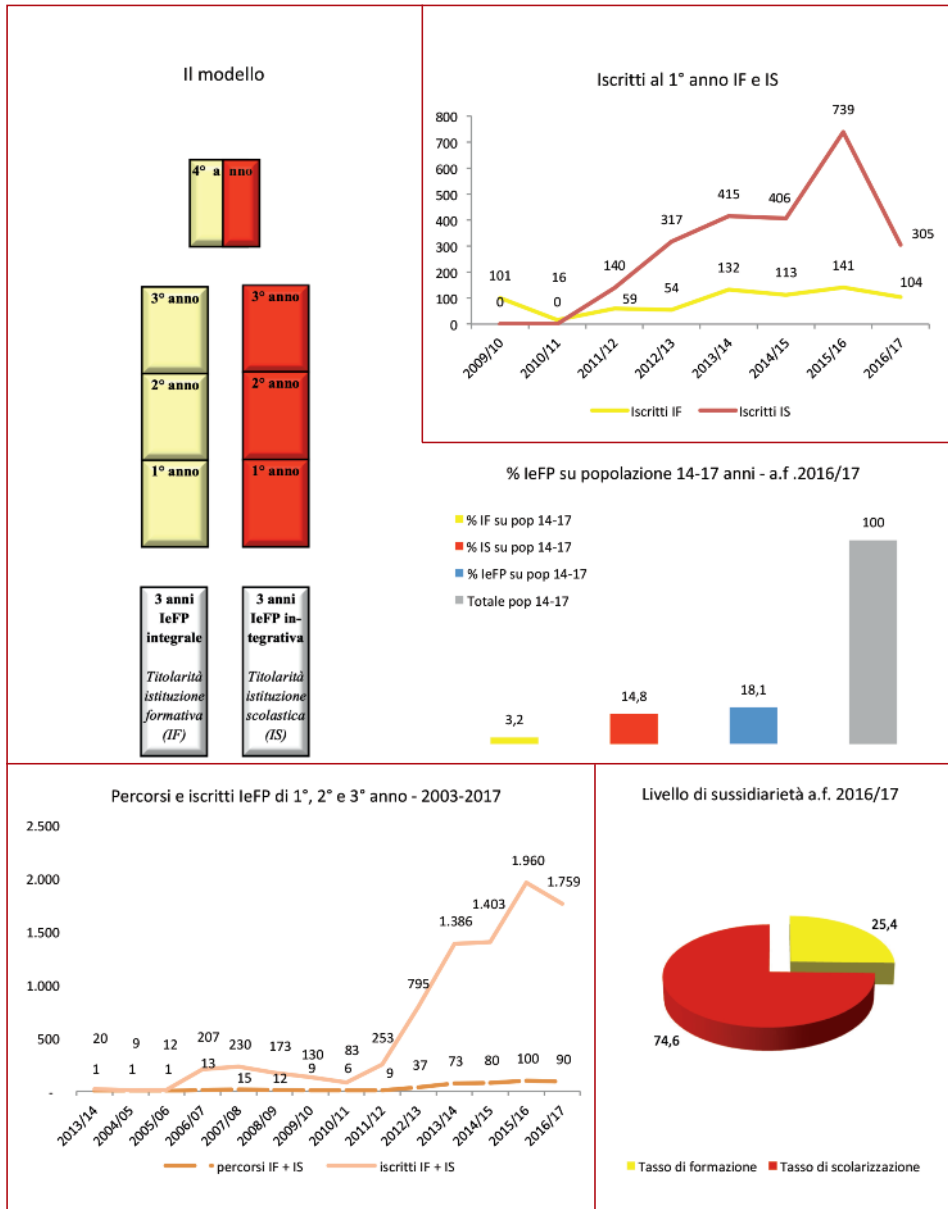 Il modello
4° a nno
3° anno
3° anno
2° anno
2° anno
1° anno
1° anno
3 anni
IeFP
integrale
Titolarità
istituzione
formativa
(IF)
3 anni
IeFP in-
tegrativa
Titolarità
istituzione
scolastica
(IS)
Iscritti al 1° anno IF e IS
800
700
600
500
400
300
200
100
0
739
415
406
317
305
140
101
16
132
113
141
104
59
54
0
0
2009/10
2010/11
2011/12
2012/13
2013/14
2014/15
2015/16
2016/17
Iscritti IF
Iscritti IS
% IeFP su popolazione 14-17 anni - a.f .2016/17
% IF su pop 14-17
% IS su pop 14-17
% IeFP su pop 14-17
Totale pop 14-17
3,2
14,8
18,1
100
Percorsi e iscritti IeFP di 1°, 2° e 3° anno - 2003-2017
2.500
2.000
1.500
1.000
500
-
20
9
12
207
230
173
130
83
253
795
1.386
1.403
1.960
1.759
1
1
1
13
15
12
9
6
9
37
73
80
100
90
2013/14
2004/05
2005/06
2006/07
2007/08
2008/09
2009/10
2010/11
2011/12
2012/13
2013/14
2014/15
2015/16
2016/17
percorsi IF + IS
iscritti IF + IS
Livello di sussidiarietà a.f. 2016/17
25,4
74,6
Tasso di formazione
Tasso di scolarizzazione